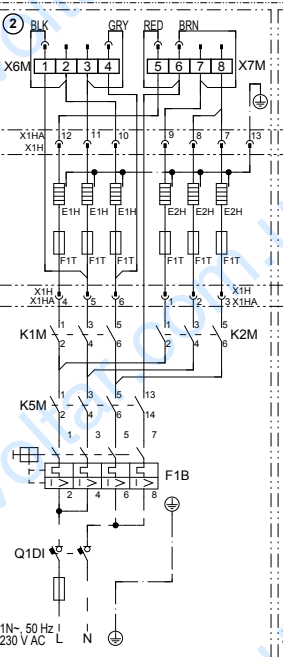 2 BLK GRY RED BRN
X6M 1 2 3 4 5 6 7 8 X7M
X1HA 12 11 10 9 8 7 13
X1H
E1H E1H E1H E2H E2H E2H
F1T F1T F1T F1T F1T F1T
X1H X1H
X1HA 4 5 6 1 2 3 X1HA
1 3 5 1 3 5
K1M K2M
2 4 6 2 4 6
1 3 5 13
K5M
2 4 6 14
1 3 5 7
F1B
I > I > I > I >
2 4 6 8
Q1DI
1N~, 50 Hz
230 V AC L N